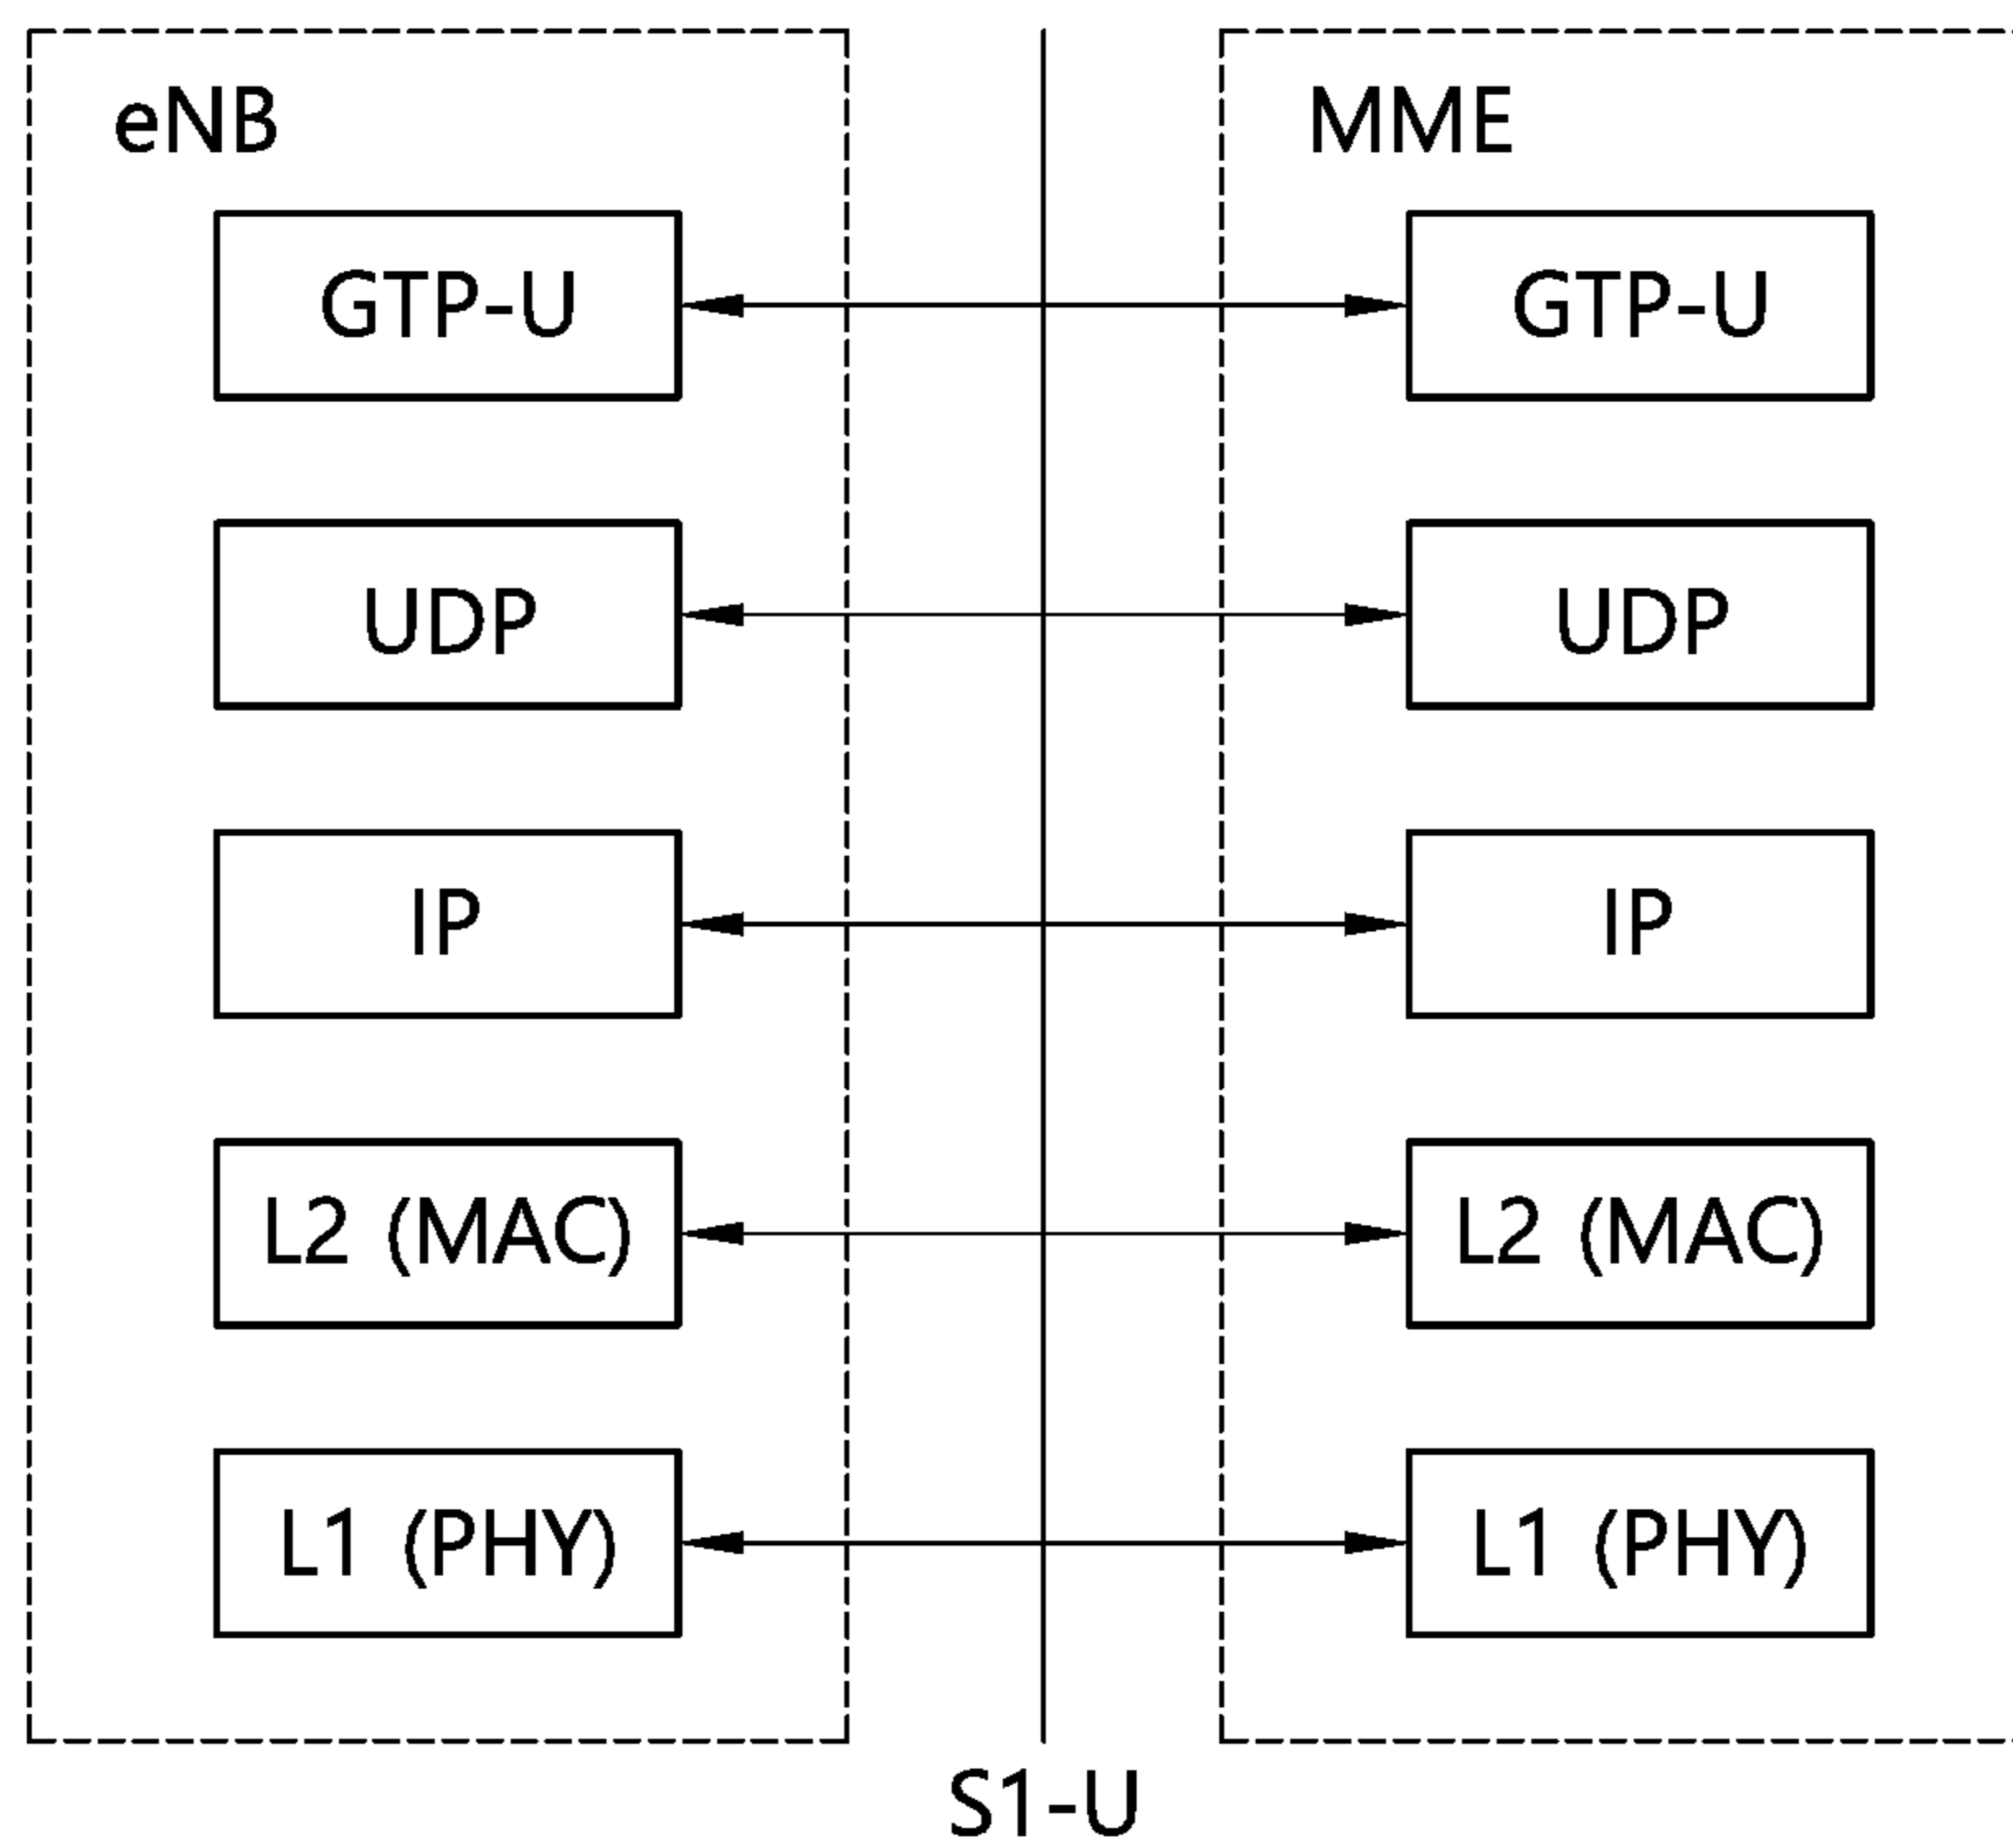 eNB MME
GTP-U GTP-U
UDP UDP
IP IP
L2 (MAC) L2 (MAC)
L1 (PHY) L1 (PHY)
S1-U